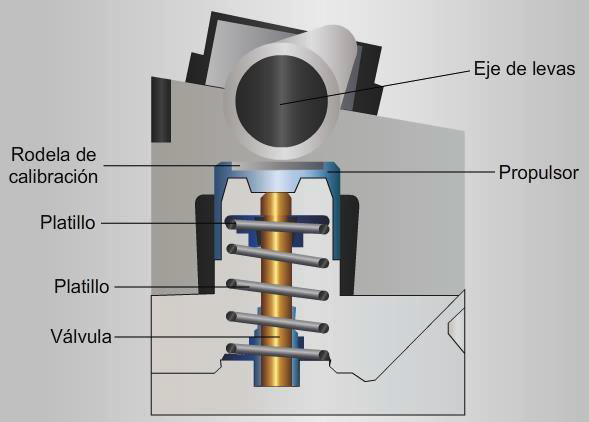 Eje de levas
Rodela de
calibración
Propulsor
Platillo
Platillo
Válvula